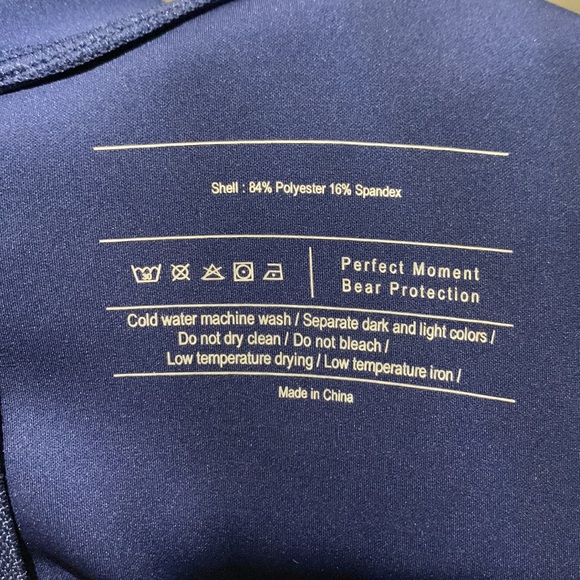 Shell : 84% Polyester 16% Spandex
30
Perfect Moment
Bear Protection
Cold water machine wash / Separate dark and light colors /
Do not dry clean / Do not bleach /
Low temperature drying / Low temperature iron /
Made in China